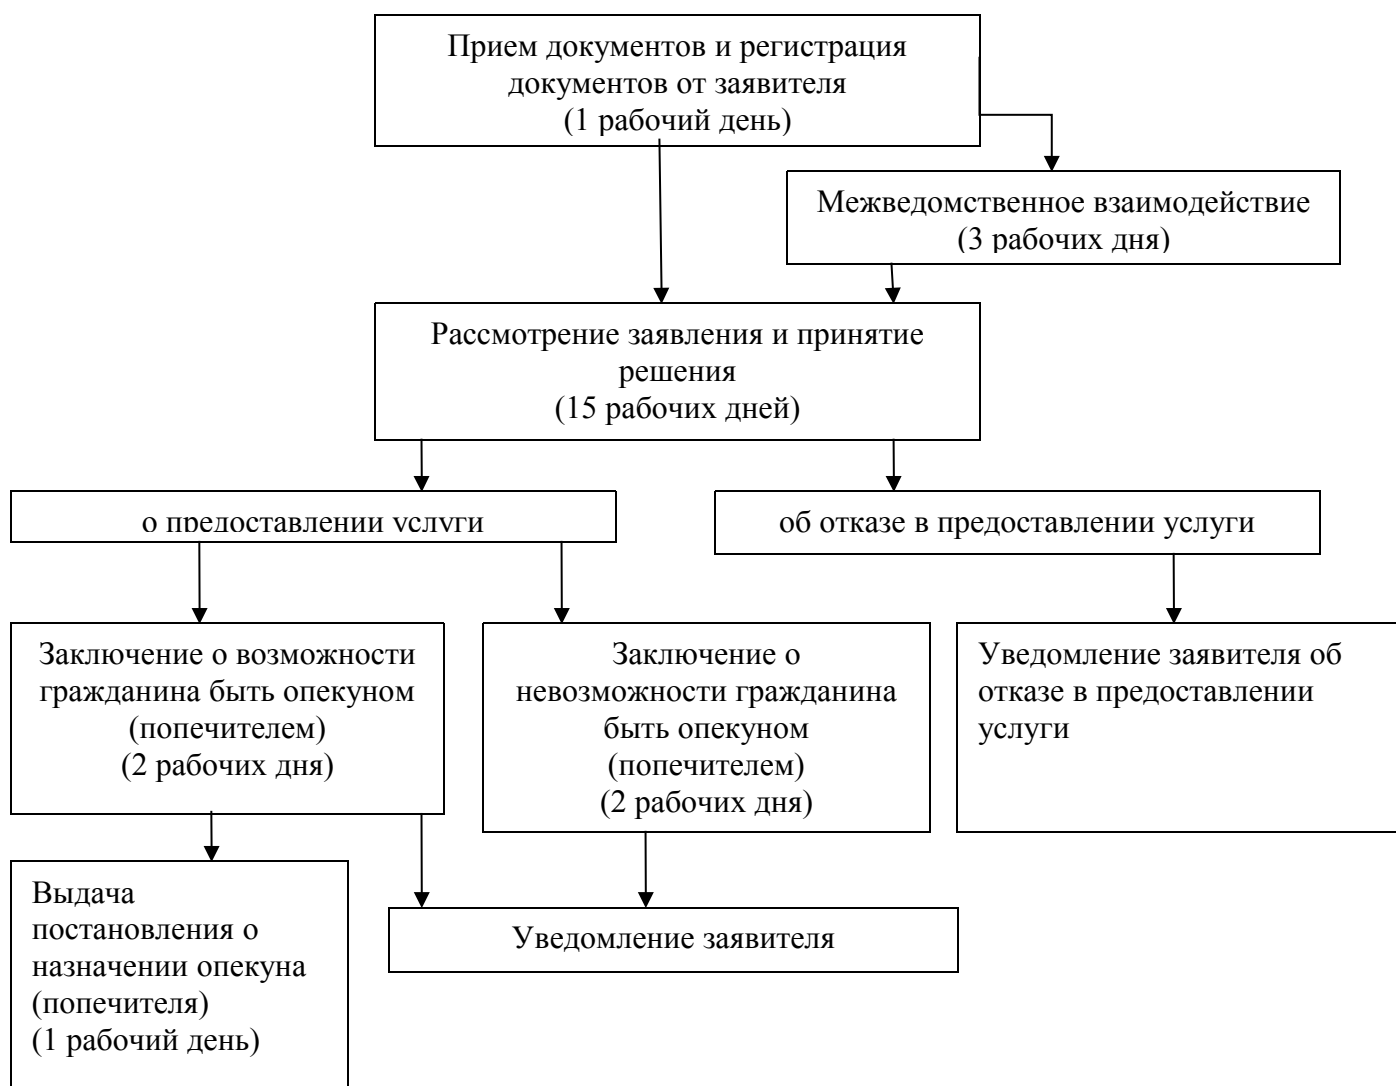 Прием документов и регистрация
документов от заявителя
(1 рабочий день)
Межведомственное взаимодействие
(3 рабочих дня)
Рассмотрение заявления и принятие
решения
(15 рабочих дней)
о предоставлении услуги
об отказе в предоставлении услуги
Заключение о возможности
гражданина быть опекуном
(попечителем)
(2 рабочих дня)
Заключение о
невозможности гражданина
быть опекуном
(попечителем)
(2 рабочих дня)
Уведомление заявителя об
отказе в предоставлении
услуги
Выдача
постановления о
назначении опекуна
(попечителя)
(1 рабочий день)
Уведомление заявителя